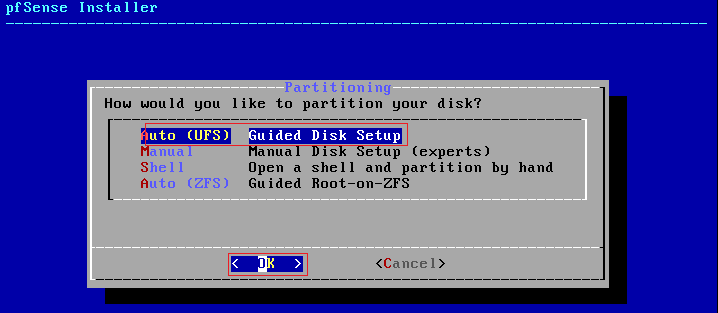 pfSense Installer
Partitioning
How would you like to partition your disk?
Auto (UFS) Guided Disk Setup
Manual Manual Disk Setup (experts)
Shell Open a shell and partition by hand
Auto (ZFS) Guided Root-on-ZFS
< OK > <Cancel>